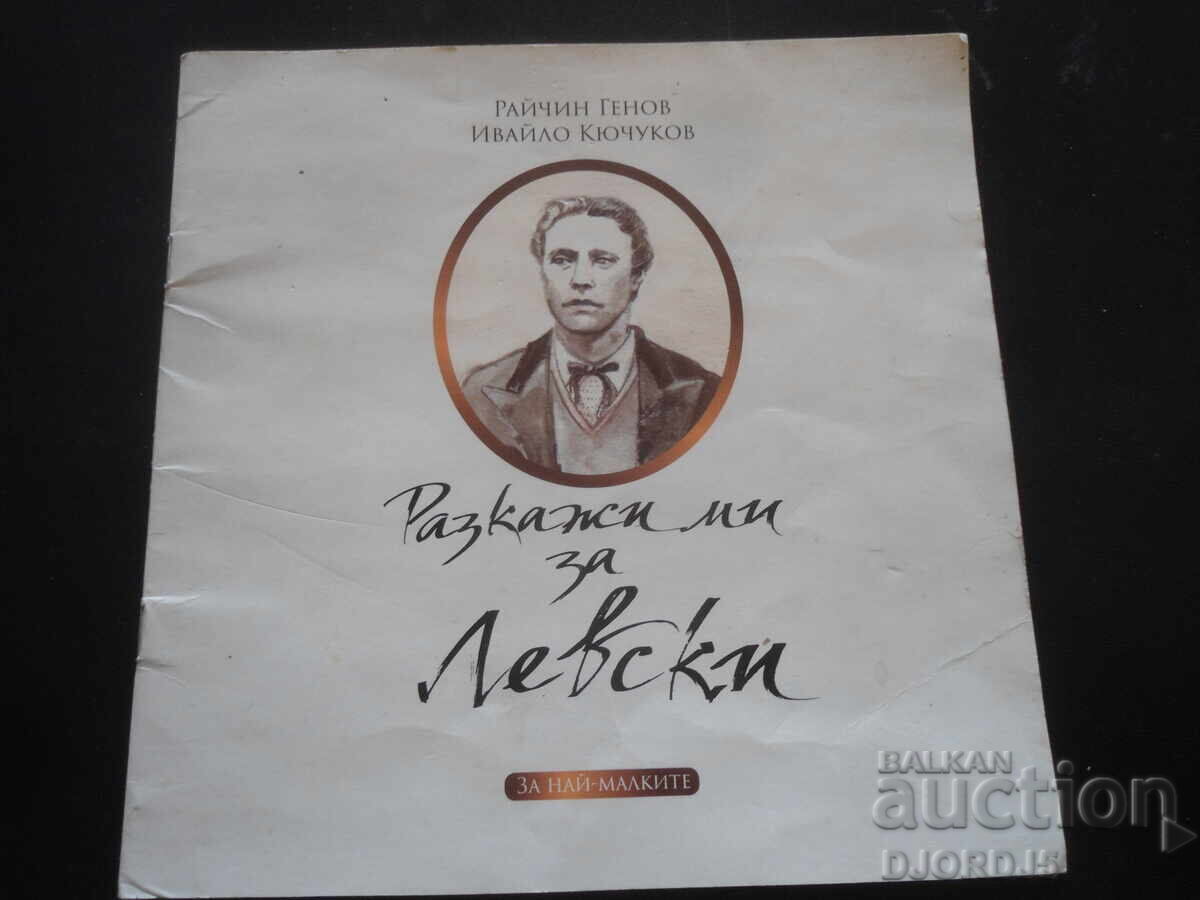 Райчин Генов
Ивайло Кючуков
Разкажи ми
за
Левски
За най-малките
BALKAN
auction
DJORDJ5